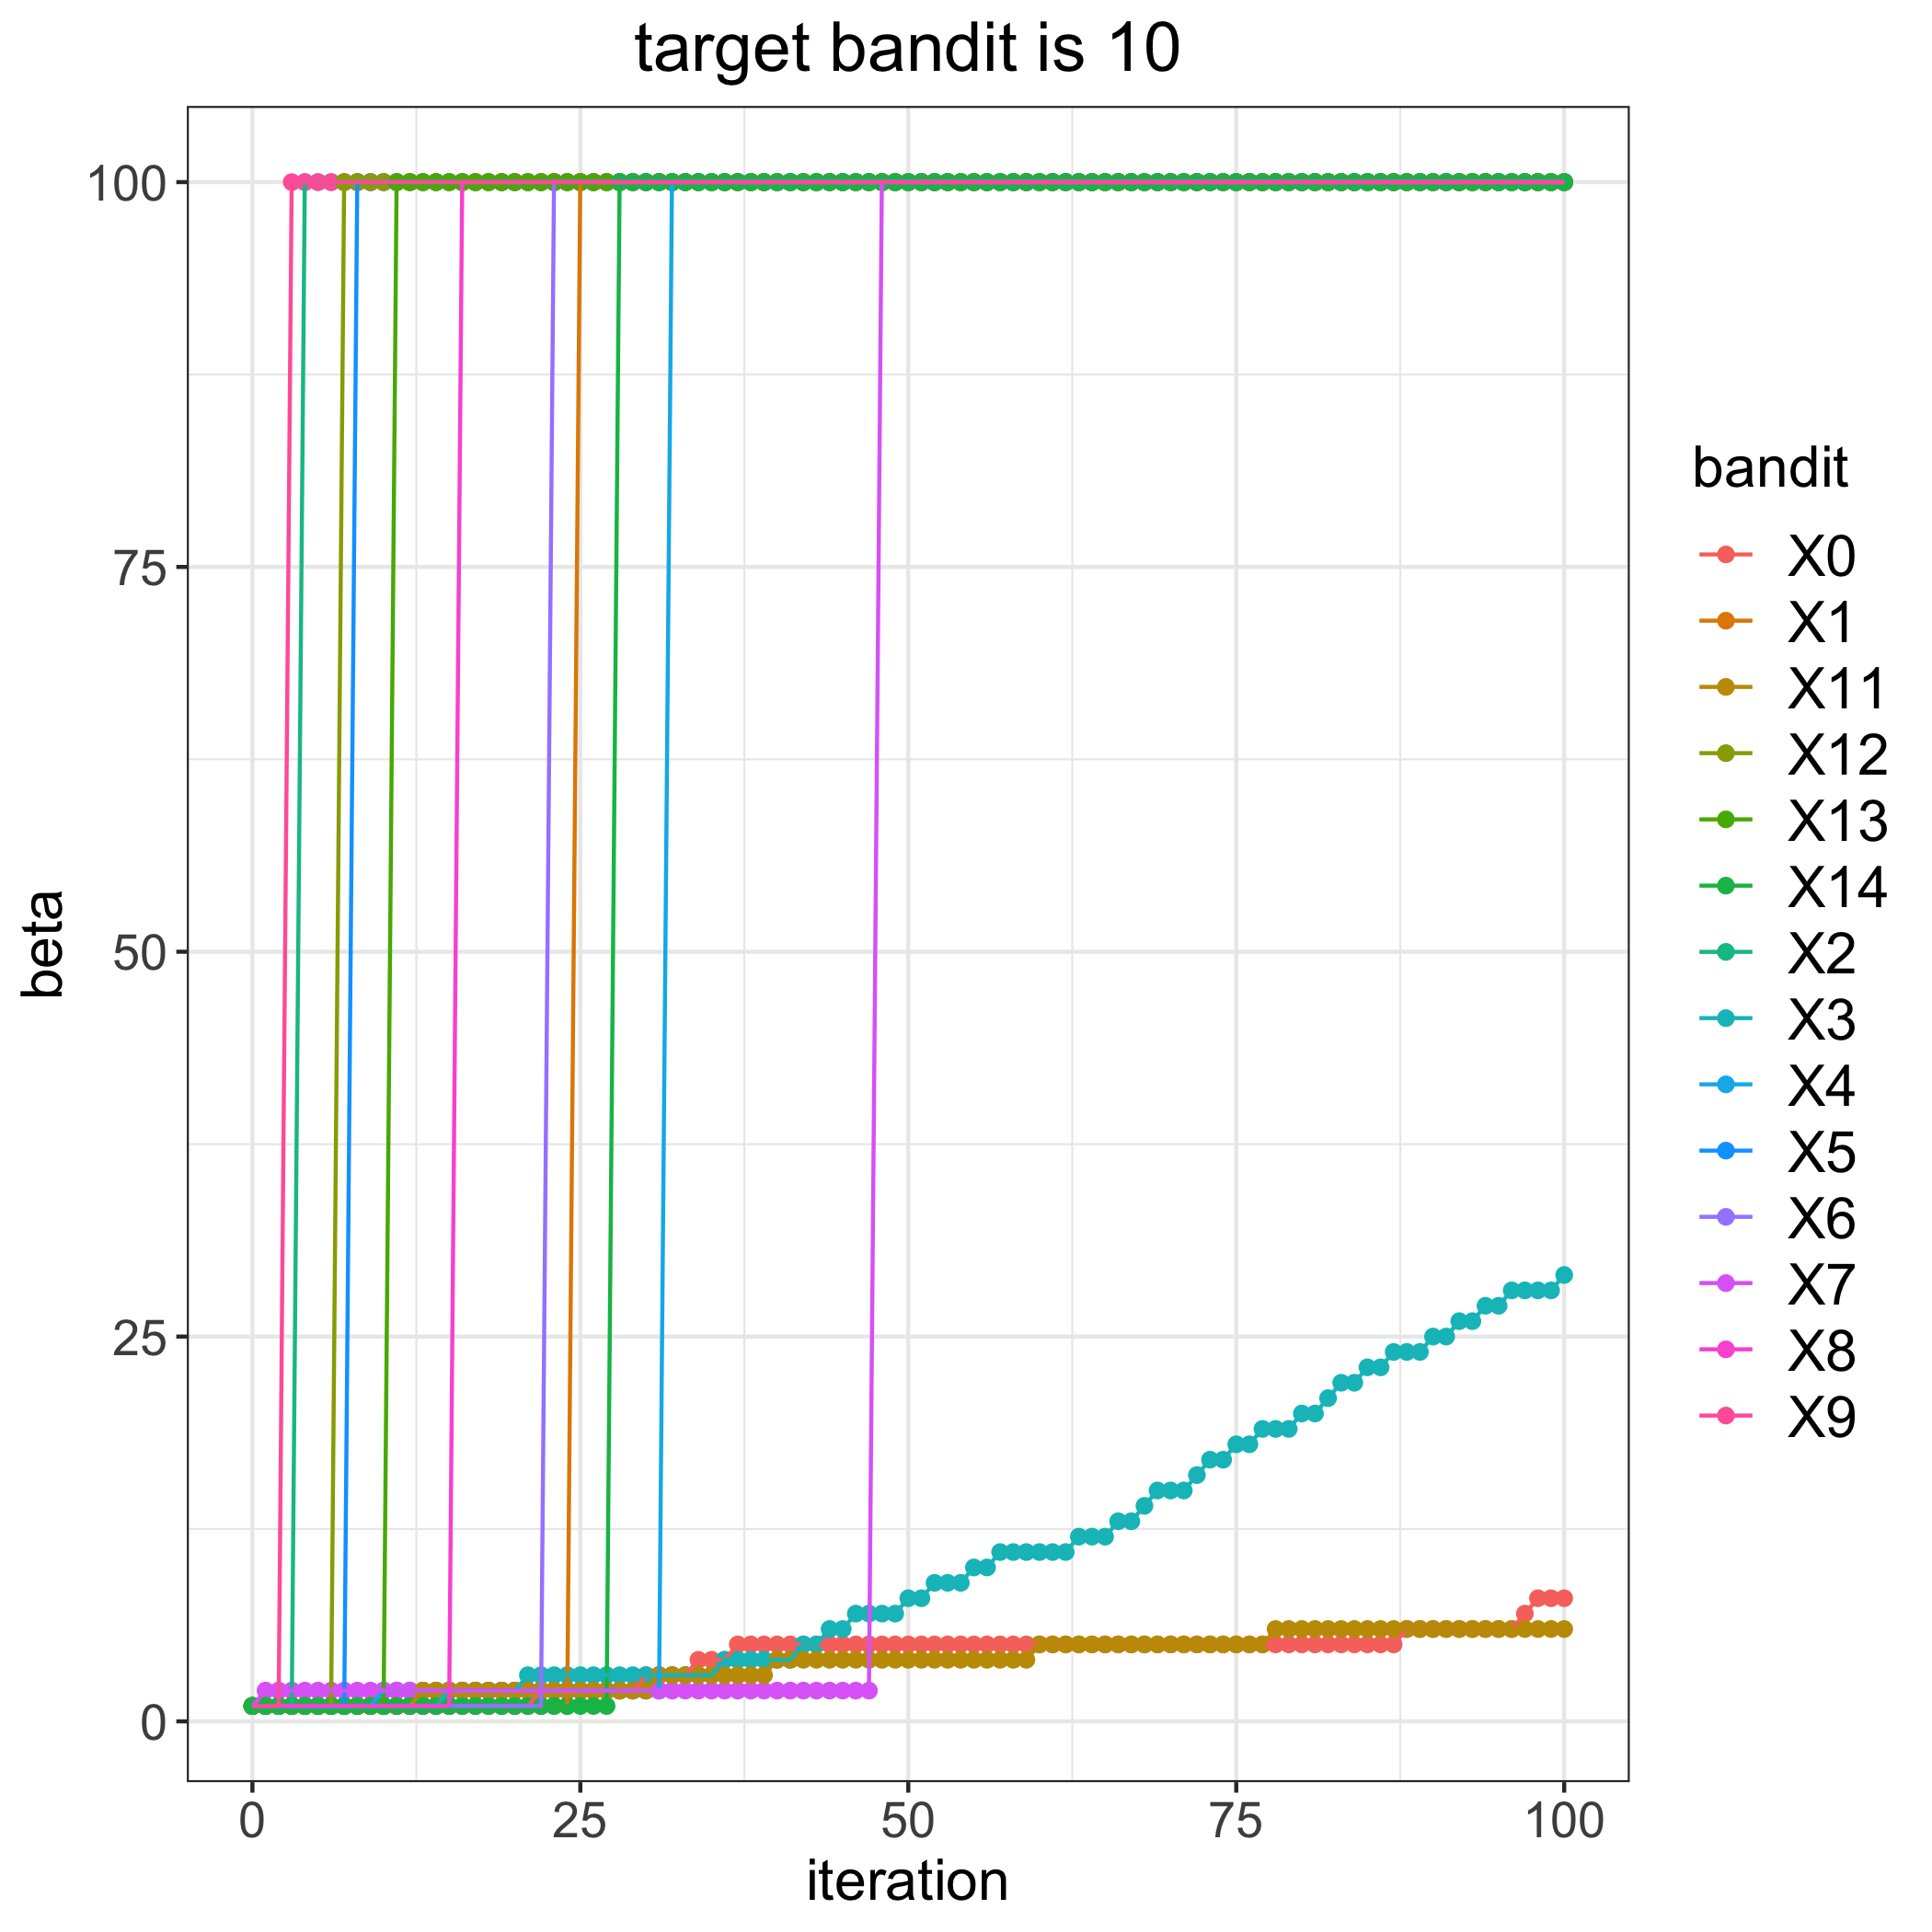 target bandit is 10
100
75
50
25
0
beta
0 25 50 75 100
iteration
bandit
X0
X1
X11
X12
X13
X14
X2
X3
X4
X5
X6
X7
X8
X9